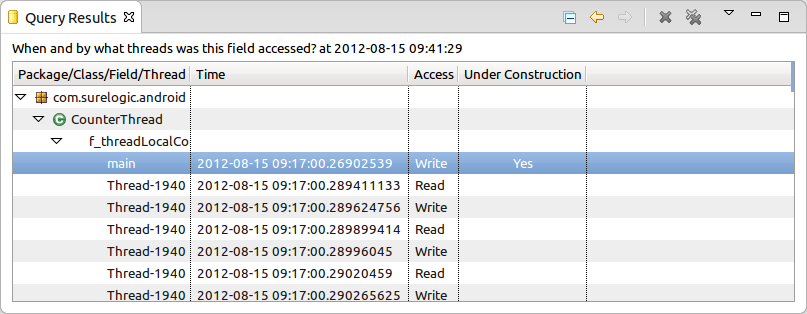 Query Results
When and by what threads was this field accessed? at 2012-08-15 09:41:29
Package/Class/Field/Thread Time Access Under Construction
com.surelogic.android
CounterThread
f_threadLocalCo
main 2012-08-15 09:17:00.26902539 Write Yes
Thread-1940 2012-08-15 09:17:00.289411133 Read
Thread-1940 2012-08-15 09:17:00.289624756 Write
Thread-1940 2012-08-15 09:17:00.289899414 Read
Thread-1940 2012-08-15 09:17:00.28996045 Write
Thread-1940 2012-08-15 09:17:00.29020459 Read
Thread-1940 2012-08-15 09:17:00.290265625 Write